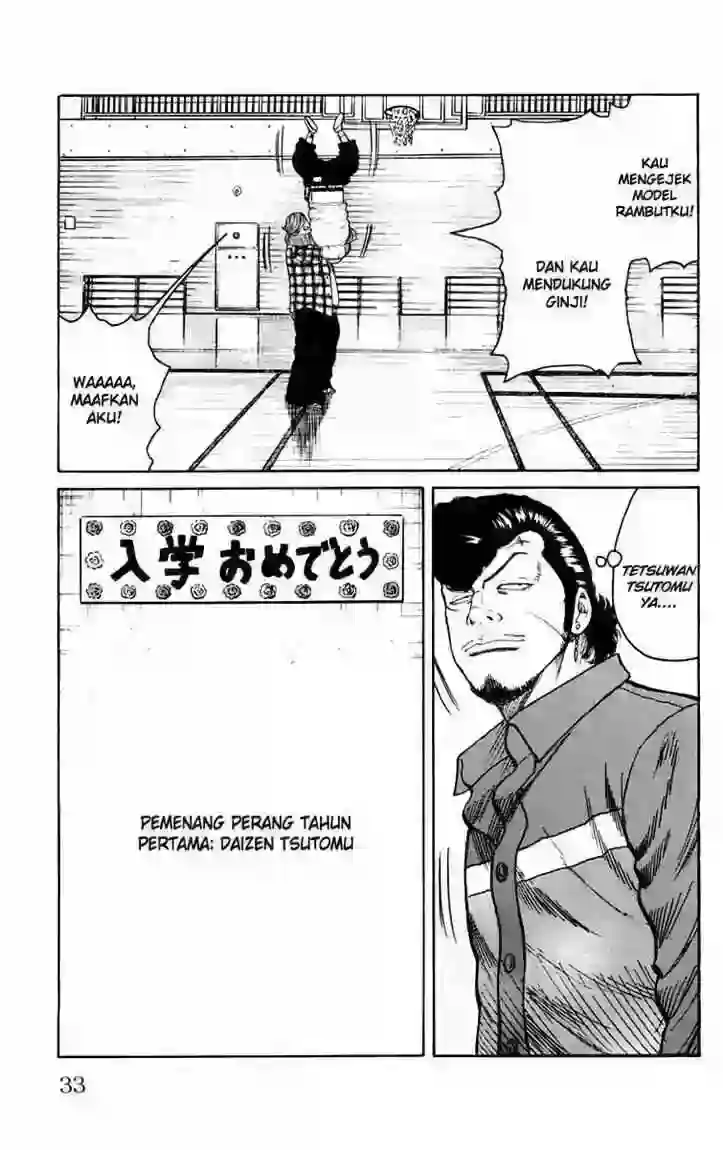 KAU
MENGEJEK
MODEL
RAMBUTKU!
DAN KAU
MENDUKUNG
GINJI!
WAAAAA,
MAAFKAN
AKU!
TETSUWAN
TSUTOMU
YA....
入学おめでとう
PEMENANG PERANG TAHUN
PERTAMA: DAIZEN TSUTOMU
33